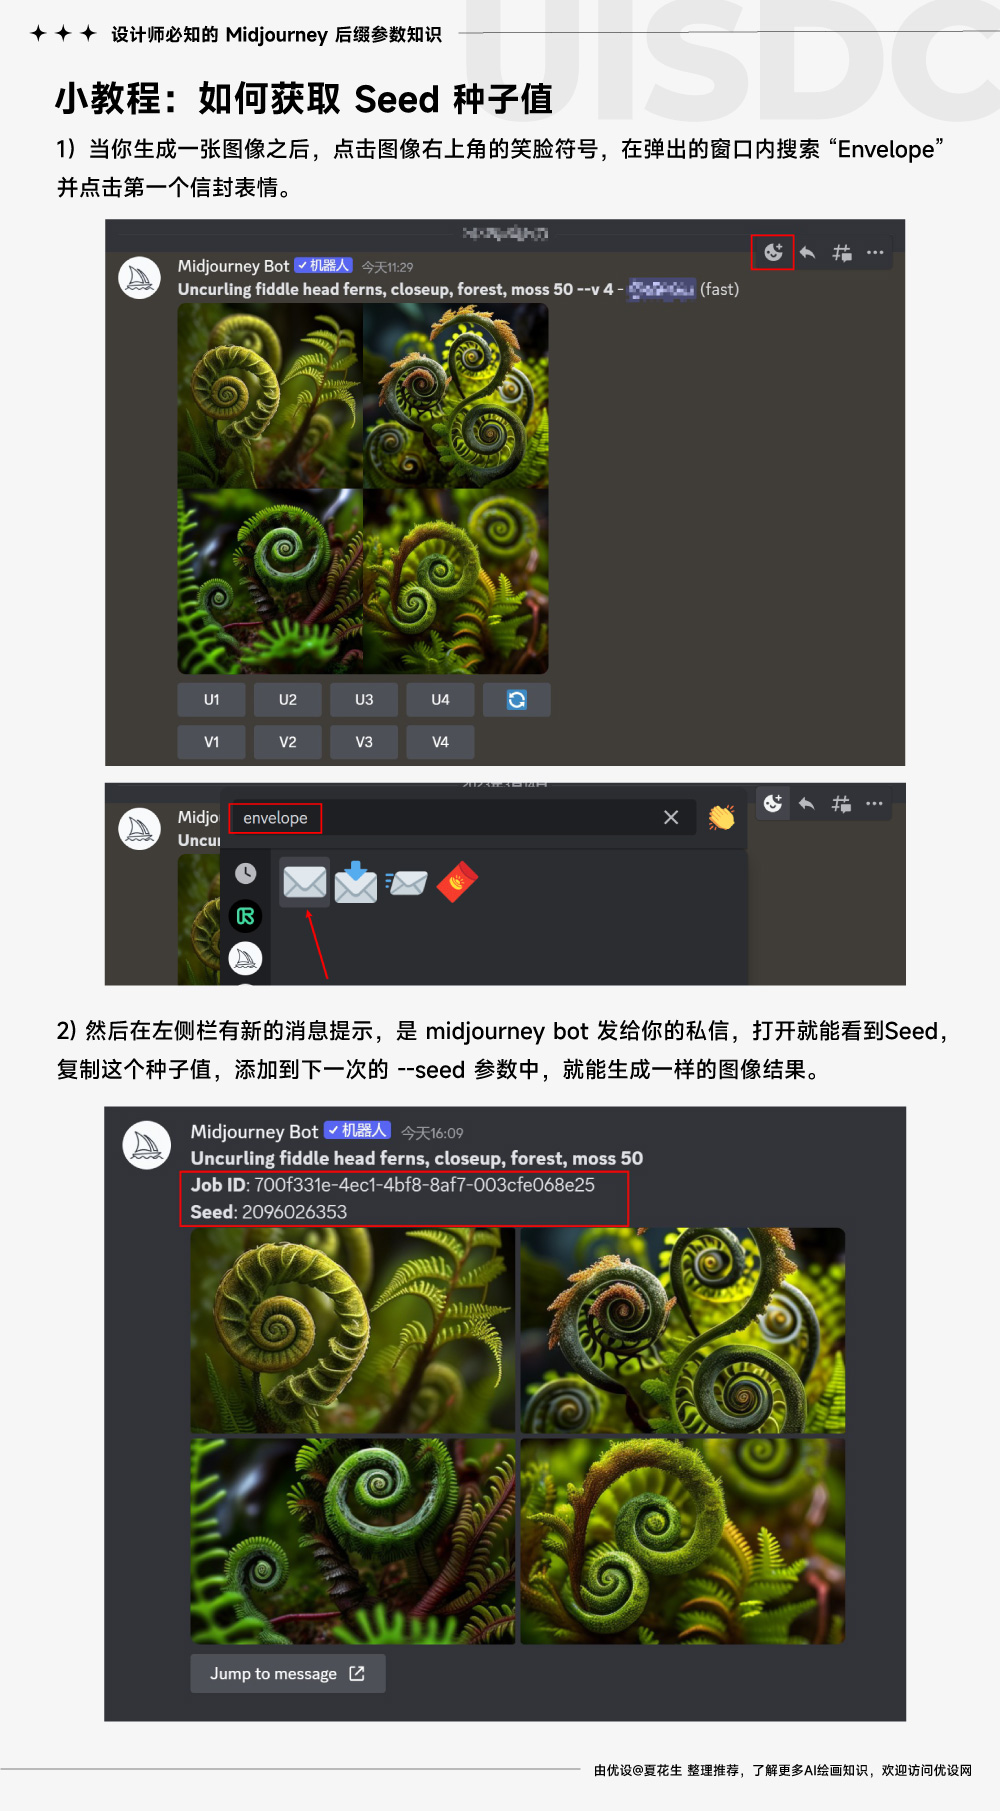 UISDC
设计师必知的 Midjourney 后缀参数知识
小教程：如何获取 Seed 种子值
1）当你生成一张图像之后，点击图像右上角的笑脸符号，在弹出的窗口内搜索 “Envelope”
并点击第一个信封表情。
Midjourney Bot ✓机器人 今天11:29
Uncurling fiddle head ferns, closeup, forest, moss 50 --v 4 - (fast)
U1 U2 U3 U4
V1 V2 V3 V4
Midjo
envelope
Uncur
2) 然后在左侧栏有新的消息提示，是 midjourney bot 发给你的私信，打开就能看到Seed，
复制这个种子值，添加到下一次的 --seed 参数中，就能生成一样的图像结果。
Midjourney Bot ✓机器人 今天16:09
Uncurling fiddle head ferns, closeup, forest, moss 50
Job ID: 700f331e-4ec1-4bf8-8af7-003cfe068e25
Seed: 2096026353
Jump to message
由优设@夏花生 整理推荐，了解更多AI绘画知识，欢迎访问优设网